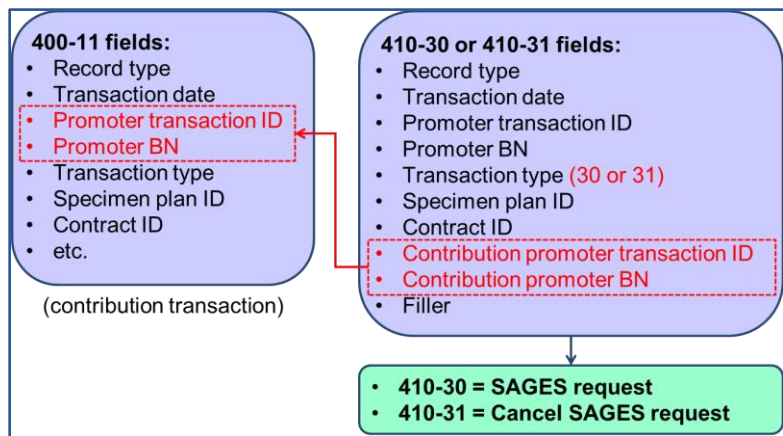 400-11 fields:
• Record type
• Transaction date
• Promoter transaction ID
• Promoter BN
• Transaction type
• Specimen plan ID
• Contract ID
• etc.
(contribution transaction)
410-30 or 410-31 fields:
• Record type
• Transaction date
• Promoter transaction ID
• Promoter BN
• Transaction type (30 or 31)
• Specimen plan ID
• Contract ID
• Contribution promoter transaction ID
• Contribution promoter BN
• Filler
• 410-30 = SAGES request
• 410-31 = Cancel SAGES request